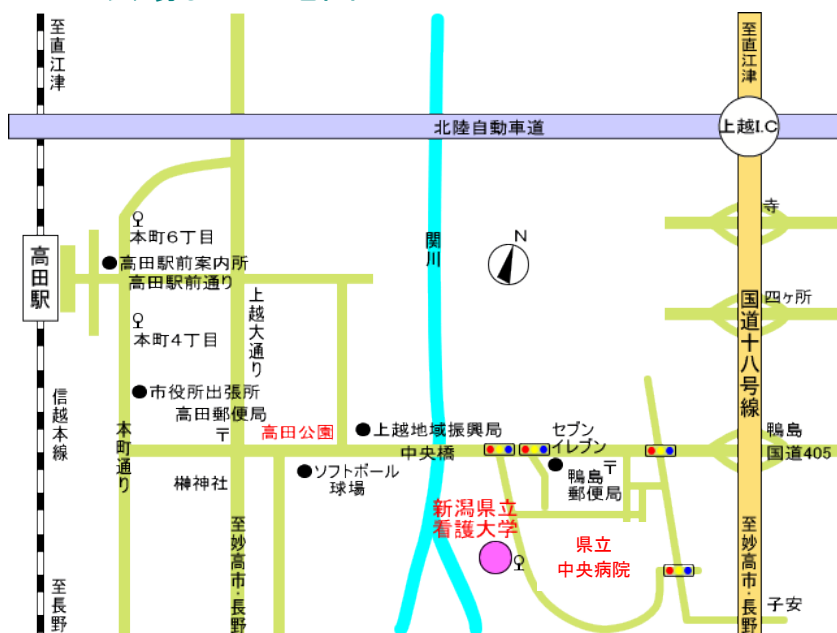 至直江津
至直江津
北陸自動車道
上越I.C
寺
本町6丁目
高田駅
高田駅前案内所
高田駅前通り
関川
N
四ヶ所
国道十八号線
上越大通り
本町4丁目
市役所出張所
高田郵便局
〒
信越本線
本町通り
高田公園
上越地域振興局
中央橋
セブン
イレブン
〒
鴨島
郵便局
鴨島
国道405
榊神社
ソフトボール
球場
新潟県立
看護大学
県立
中央病院
至妙高市・長野
至妙高市・長野
至長野
子安